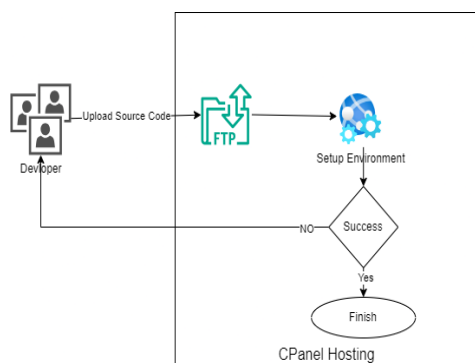 Upload Source Code
FTP
Devloper
Setup Environment
Success
NO
Yes
Finish
CPanel Hosting